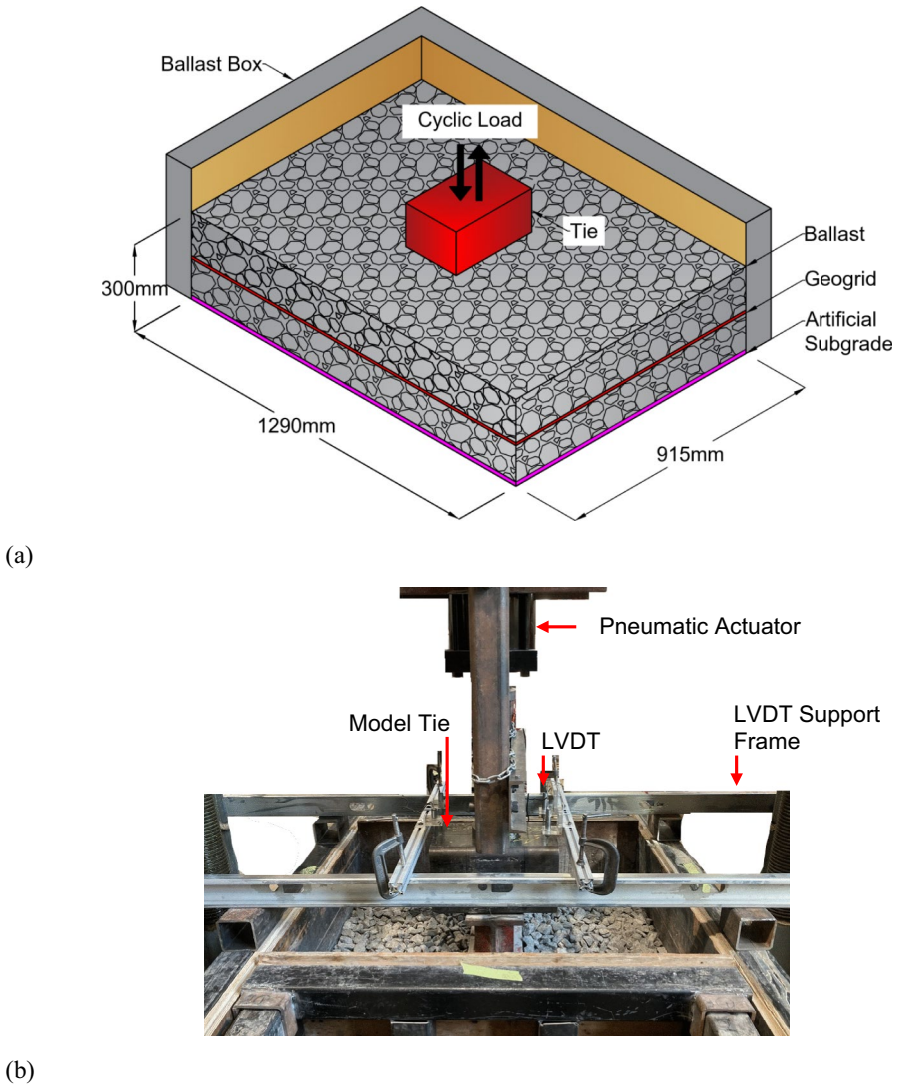 Ballast Box
Cyclic Load
Tie
Ballast
Geogrid
Artificial
Subgrade
300mm
1290mm
915mm
(a)
Pneumatic Actuator
Model Tie
LVDT
LVDT Support
Frame
(b)